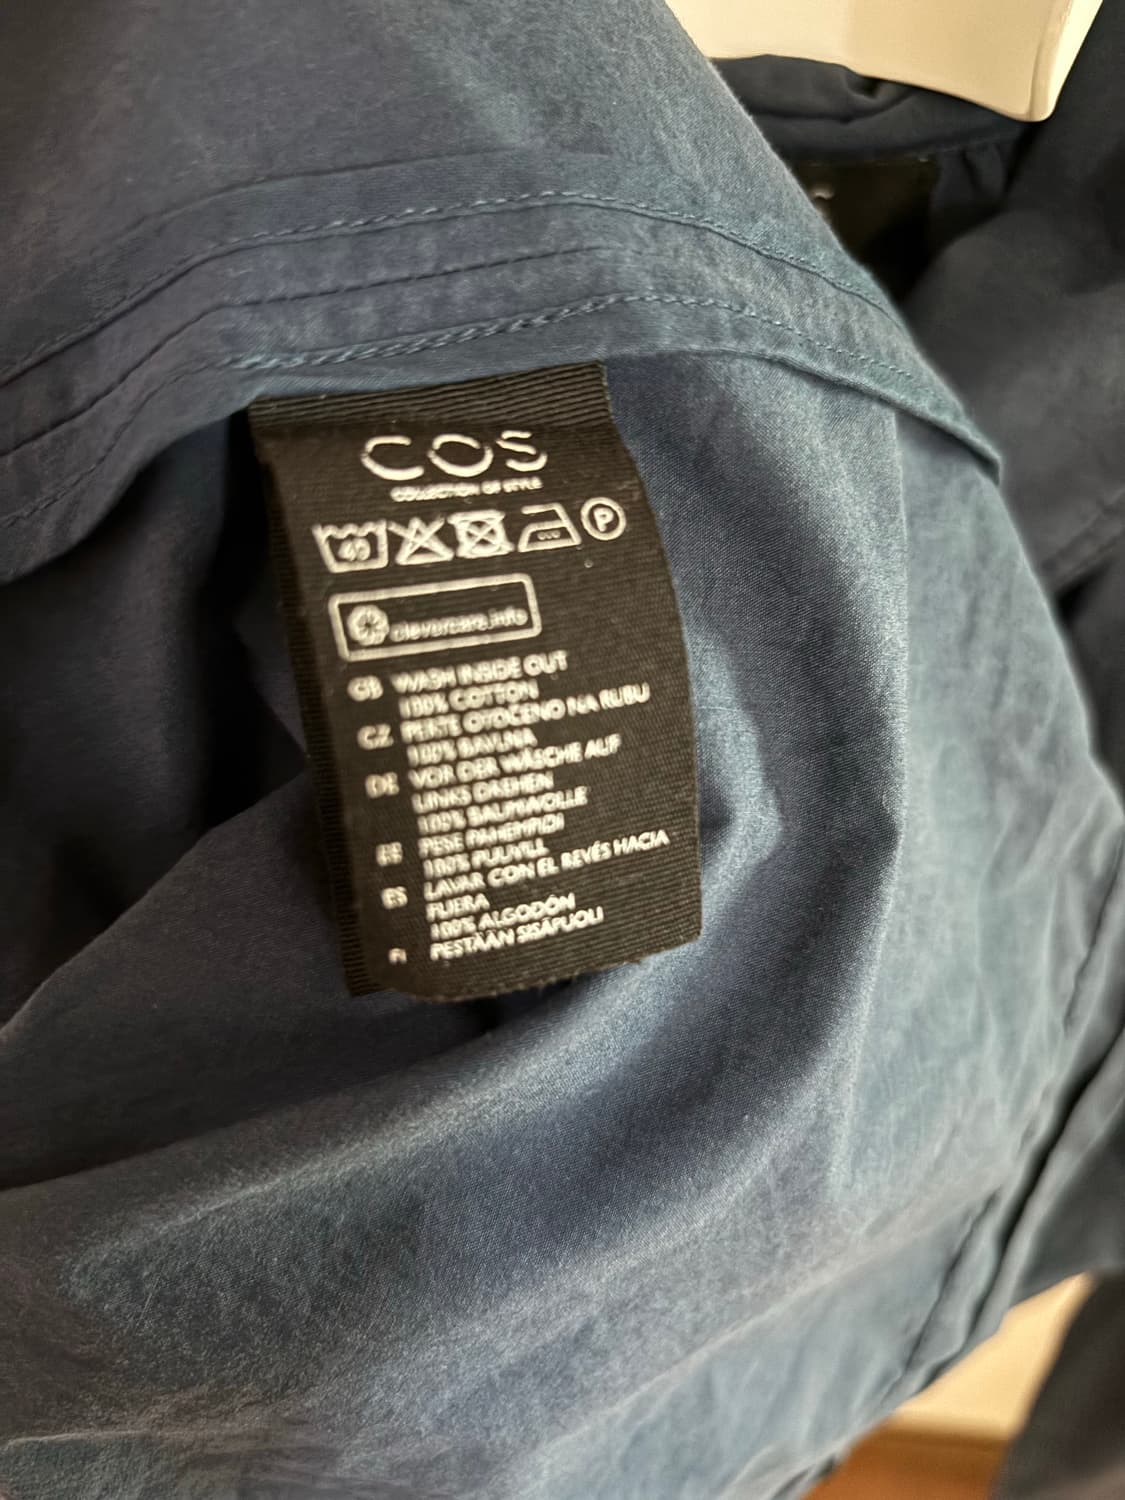 COS
COLLECTION OF STYLE
40
P
clevercare.info
GB WASH INSIDE OUT
100% COTTON
CZ PERTE OTOČENO NA RUBU
100% BAVLNA
DE VOR DER WÄSCHE AUF
LINKS DREHEN
100% BAUMWOLLE
PESE PAHEMPIDI
100% PUUVILL
ES LAVAR CON EL REVÉS HACIA
FUERA
100% ALGODÓN
FI PESTÄÄN SISÄPUOLI